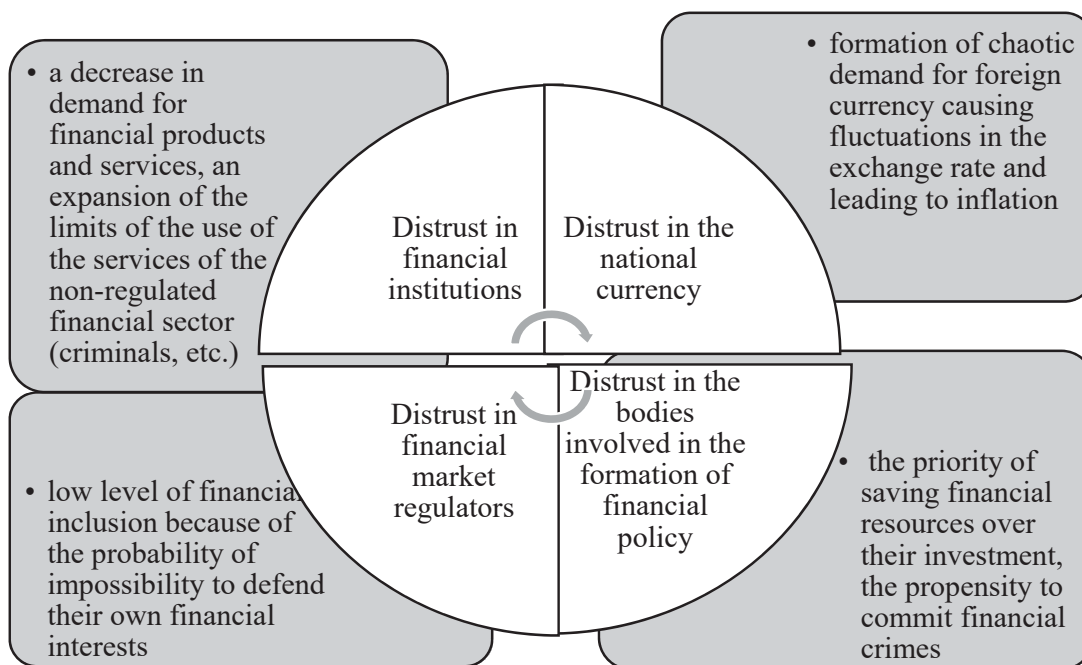 • a decrease in
demand for
financial products
and services, an
expansion of the
limits of the use of
the services of the
non-regulated
financial sector
(criminals, etc.)
• formation of chaotic
demand for foreign
currency causing
fluctuations in the
exchange rate and
leading to inflation
Distrust in
financial
institutions
Distrust in the
national
currency
Distrust in
financial
market
regulators
Distrust in the
bodies
involved in the
formation of
financial
policy
• low level of financial
inclusion because of
the probability of
impossibility to defend
their own financial
interests
• the priority of
saving financial
resources over
their investment,
the propensity to
commit financial
crimes